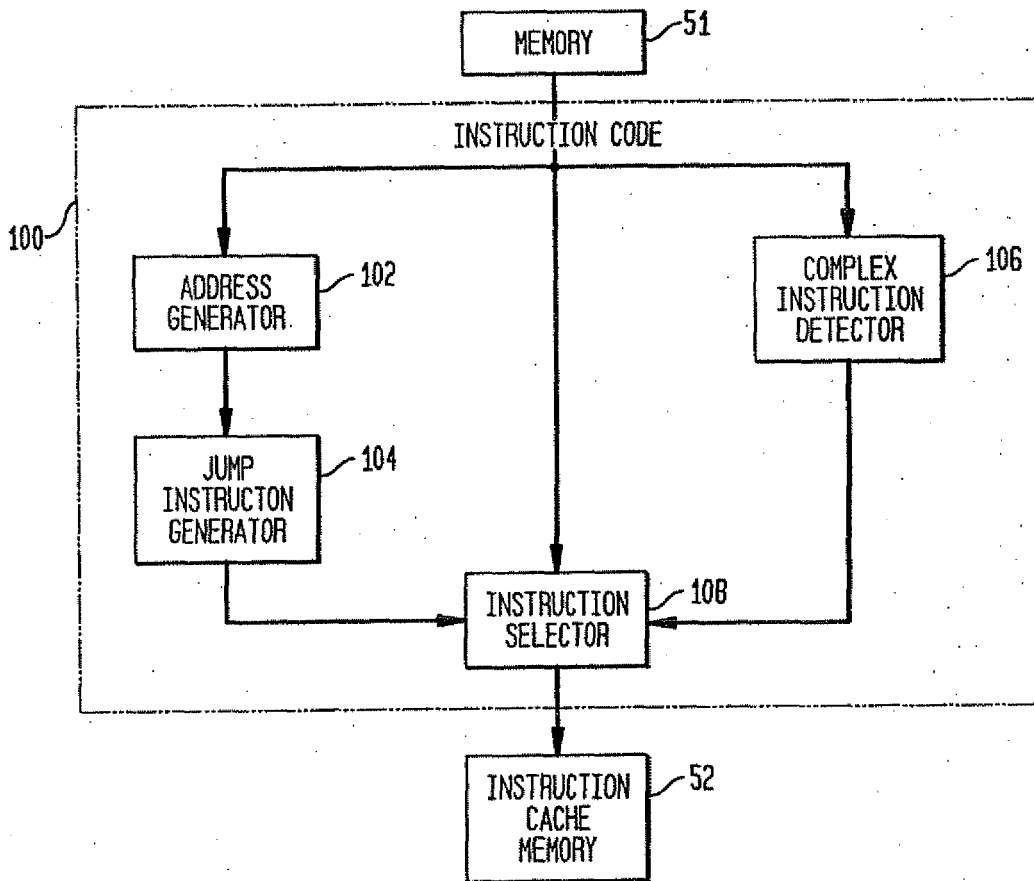 MEMORY
51
INSTRUCTION CODE
100
ADDRESS
GENERATOR
102
COMPLEX
INSTRUCTION
DETECTOR
106
JUMP
INSTRUCTON
GENERATOR
104
INSTRUCTION
SELECTOR
108
INSTRUCTION
CACHE
MEMORY
52